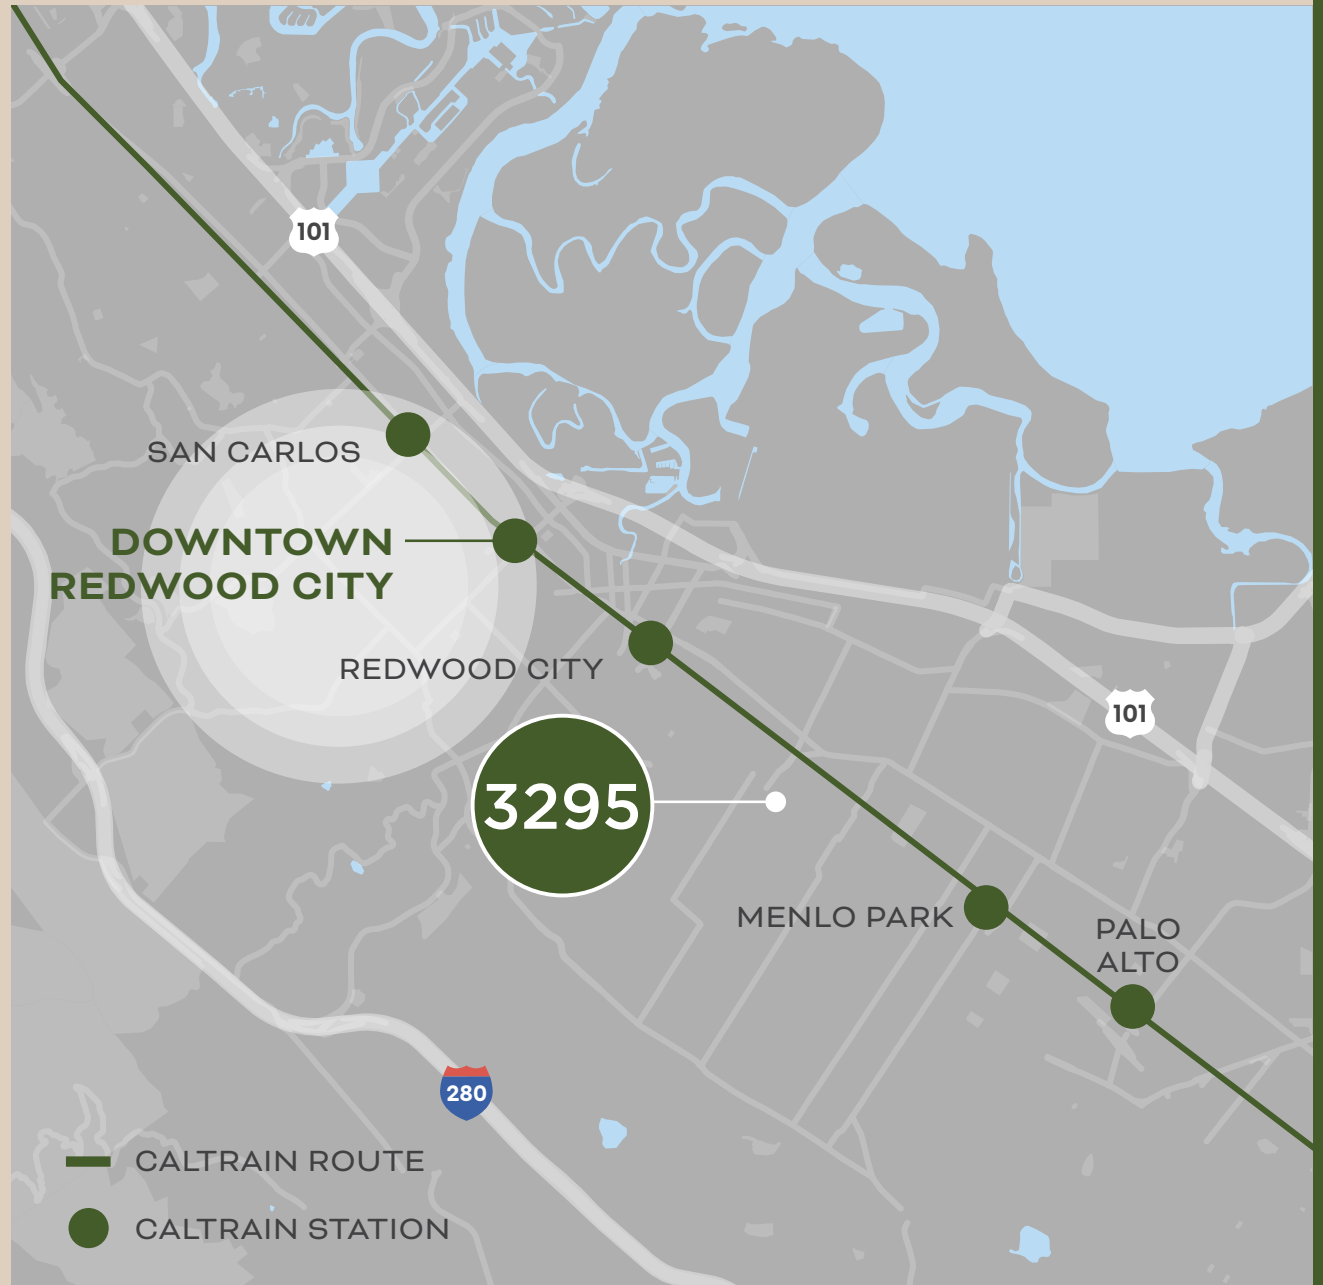 101
SAN CARLOS
DOWNTOWN
REDWOOD CITY
REDWOOD CITY
101
3295
MENLO PARK
PALO
ALTO
280
CALTRAIN ROUTE
CALTRAIN STATION